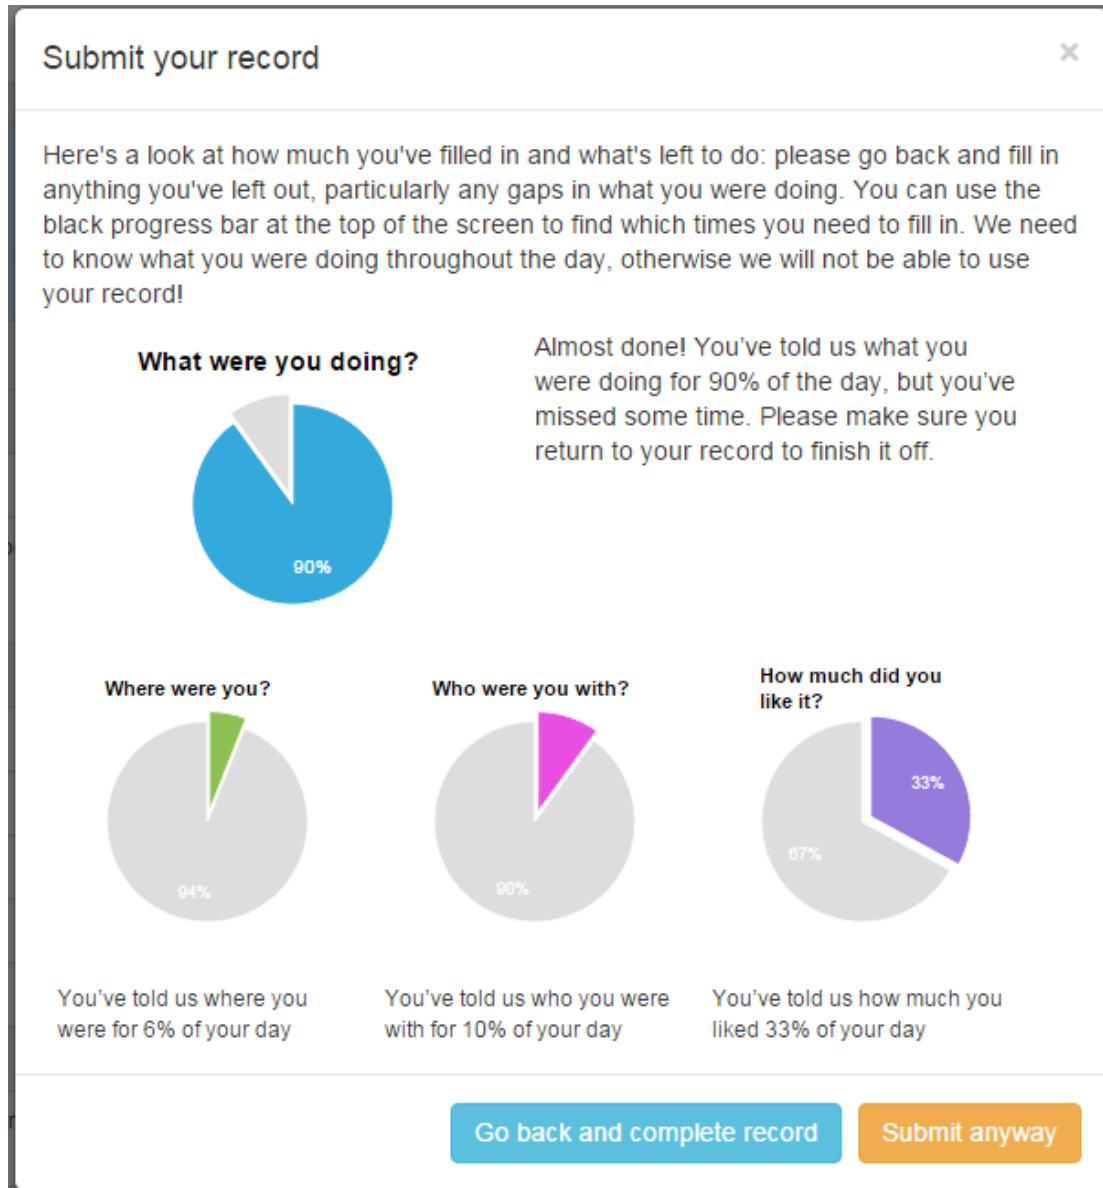 Submit your record
×
Here's a look at how much you've filled in and what's left to do: please go back and fill in
anything you've left out, particularly any gaps in what you were doing. You can use the
black progress bar at the top of the screen to find which times you need to fill in. We need
to know what you were doing throughout the day, otherwise we will not be able to use
your record!
What were you doing?
90%
Almost done! You’ve told us what you
were doing for 90% of the day, but you’ve
missed some time. Please make sure you
return to your record to finish it off.
Where were you?
94%
You’ve told us where you
were for 6% of your day
Who were you with?
90%
You’ve told us who you were
with for 10% of your day
How much did you
like it?
33%
67%
You’ve told us how much you
liked 33% of your day
Go back and complete record
Submit anyway